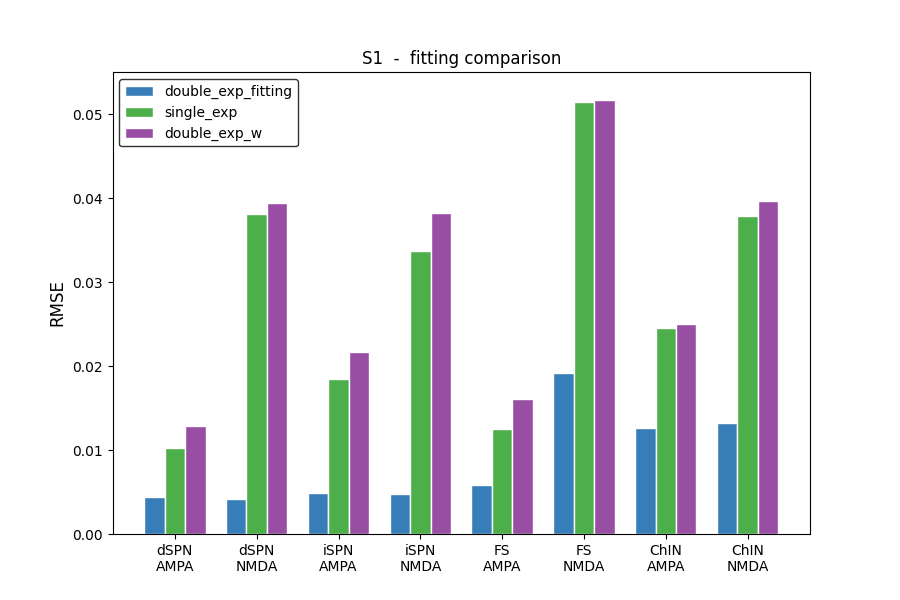 S1  -  fitting comparison
double_exp_fitting
single_exp
double_exp_w
RMSE
0.05
0.04
0.03
0.02
0.01
0.00
dSPN AMPA
dSPN NMDA
iSPN AMPA
iSPN NMDA
FS AMPA
FS NMDA
ChIN AMPA
ChIN NMDA